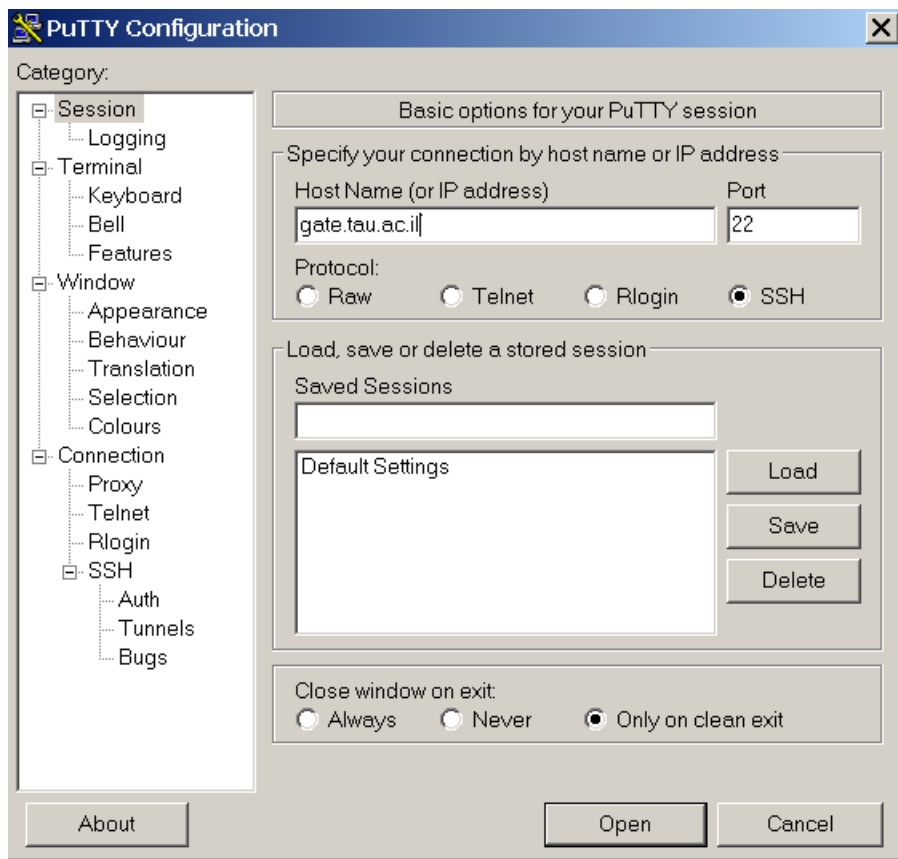 PuTTY Configuration
Category:
Session
Logging
Terminal
Keyboard
Bell
Features
Window
Appearance
Behaviour
Translation
Selection
Colours
Connection
Proxy
Telnet
Rlogin
SSH
Auth
Tunnels
Bugs
Basic options for your PuTTY session
Specify your connection by host name or IP address
Host Name (or IP address) Port
gate.tau.ac.il 22
Protocol:
Raw Telnet Rlogin SSH
Load, save or delete a stored session
Saved Sessions
Default Settings
Load
Save
Delete
Close window on exit:
Always Never Only on clean exit
About Open Cancel